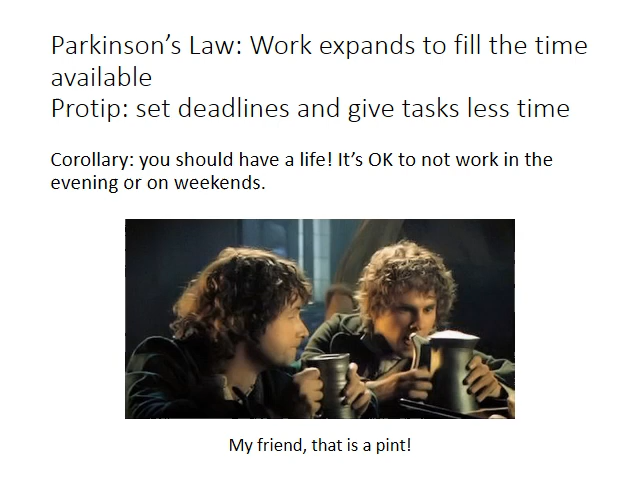 Parkinson’s Law: Work expands to fill the time
available
Protip: set deadlines and give tasks less time
Corollary: you should have a life! It’s OK to not work in the
evening or on weekends.
My friend, that is a pint!